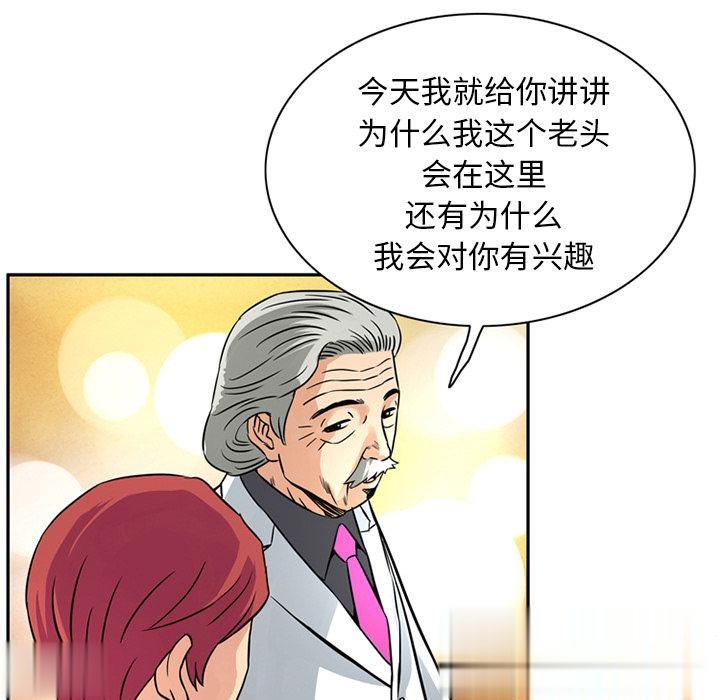 今天我就给你讲讲
为什么我这个老头
会在这里
还有为什么
我会对你有兴趣